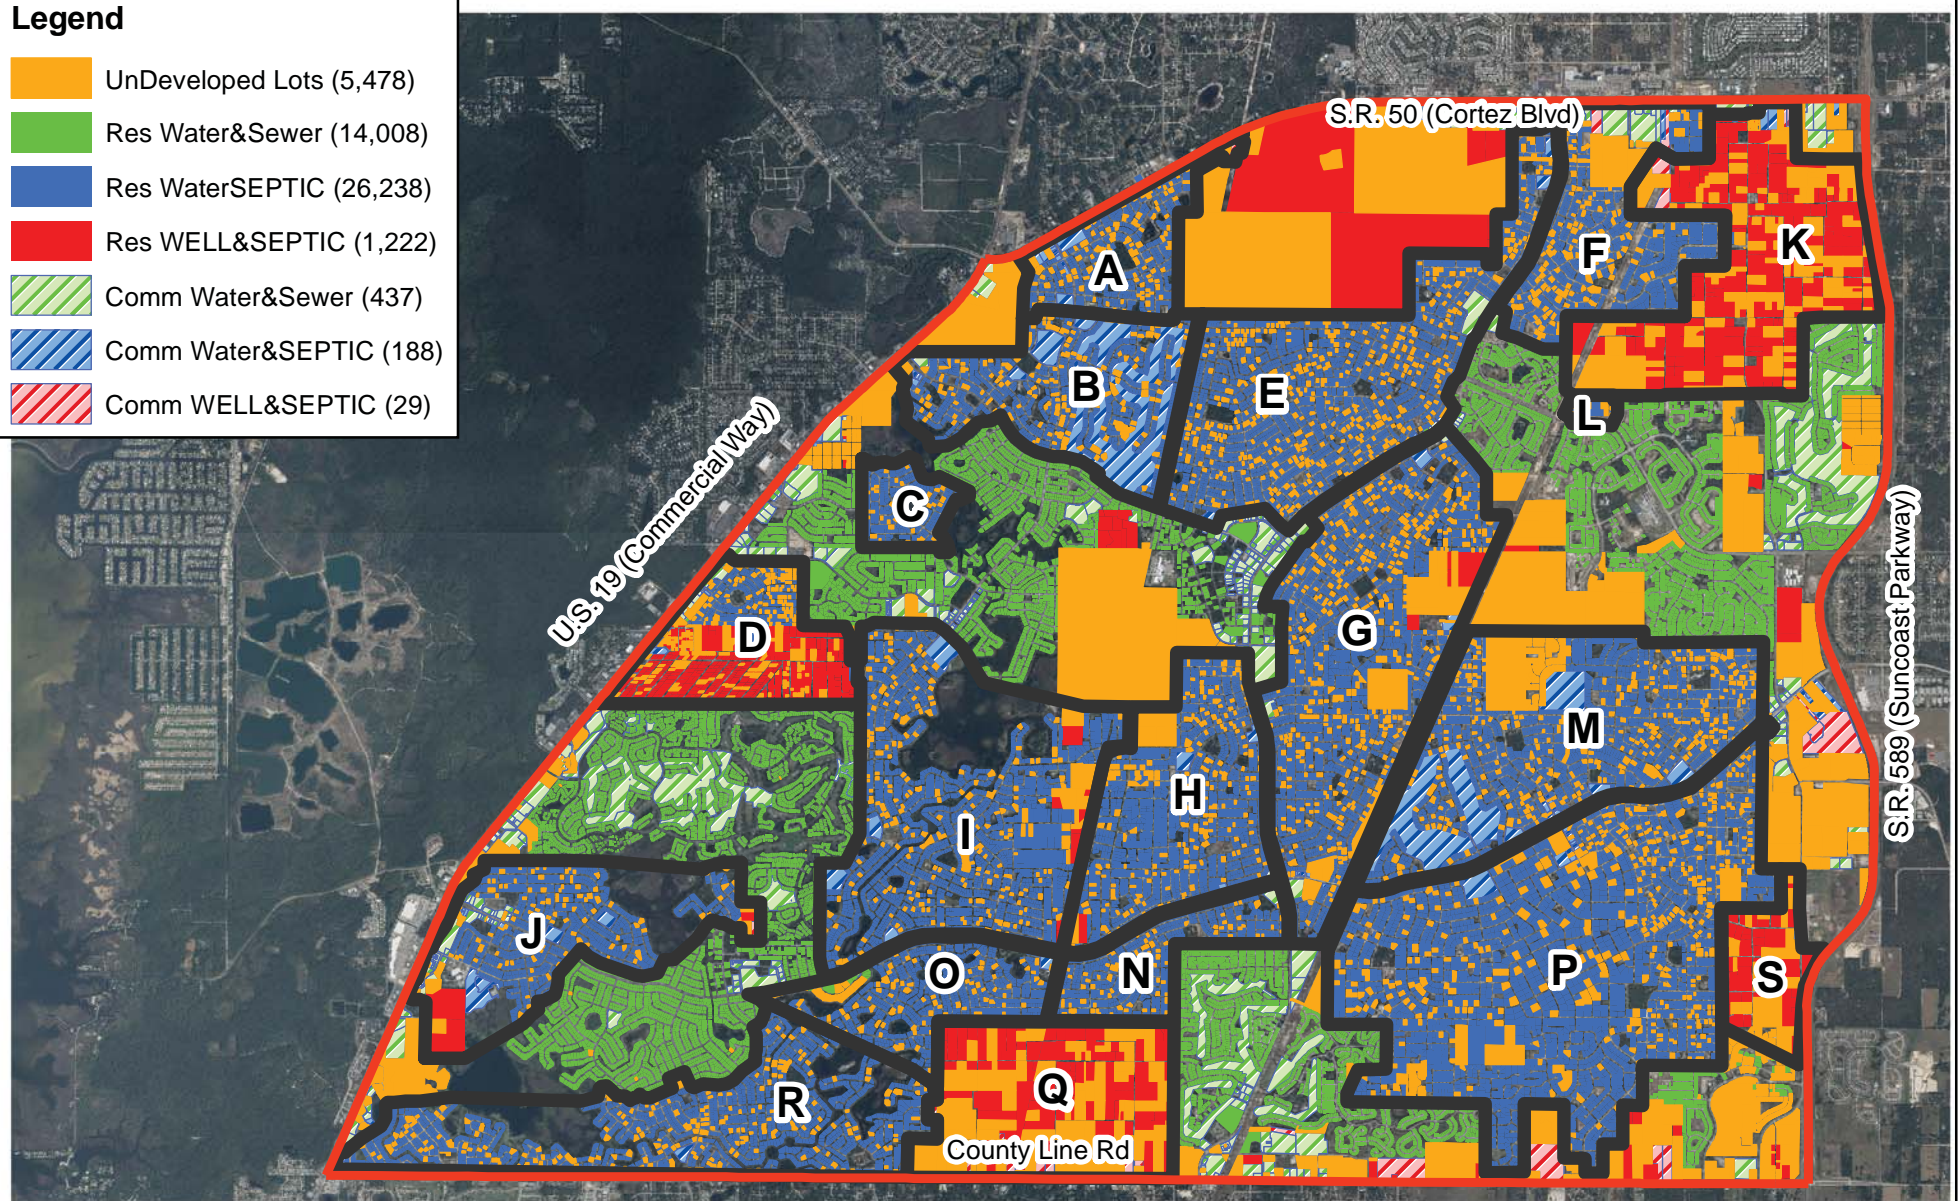 Legend
UnDeveloped Lots (5,478)
Res Water&Sewer (14,008)
Res WaterSEPTIC (26,238)
Res WELL&SEPTIC (1,222)
Comm Water&Sewer (437)
Comm Water&SEPTIC (188)
Comm WELL&SEPTIC (29)
S.R. 50 (Cortez Blvd)
A
F
K
B
E
L
C
U.S. 19 (Commercial Way)
D
G
S.R. 589 (Suncoast Parkway)
M
H
I
J
O
N
P
S
Q
R
County Line Rd